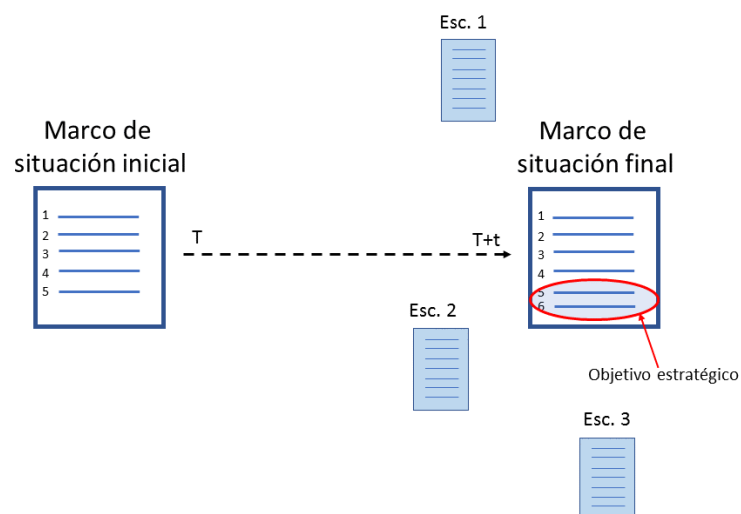 Esc. 1
Marco de
situación inicial
1
2
3
4
5
T
T+t
Marco de
situación final
1
2
3
4
5
6
Objetivo estratégico
Esc. 2
Esc. 3